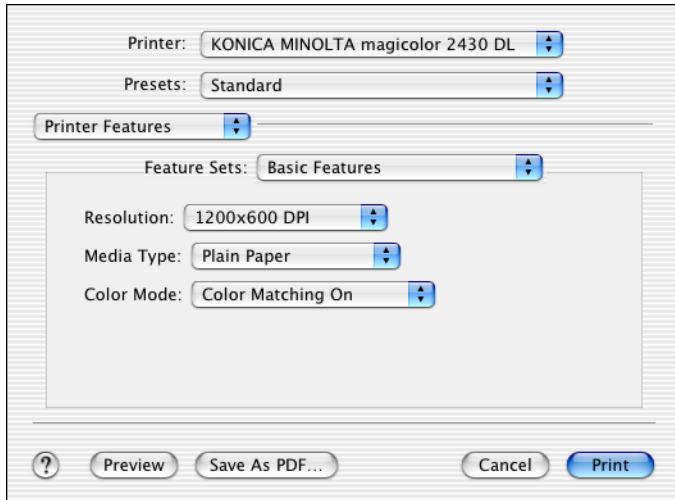 Printer: KONICA MINOLTA magicolor 2430 DL
Presets: Standard
Printer Features
Feature Sets: Basic Features
Resolution: 1200x600 DPI
Media Type: Plain Paper
Color Mode: Color Matching On
? Preview Save As PDF... Cancel Print